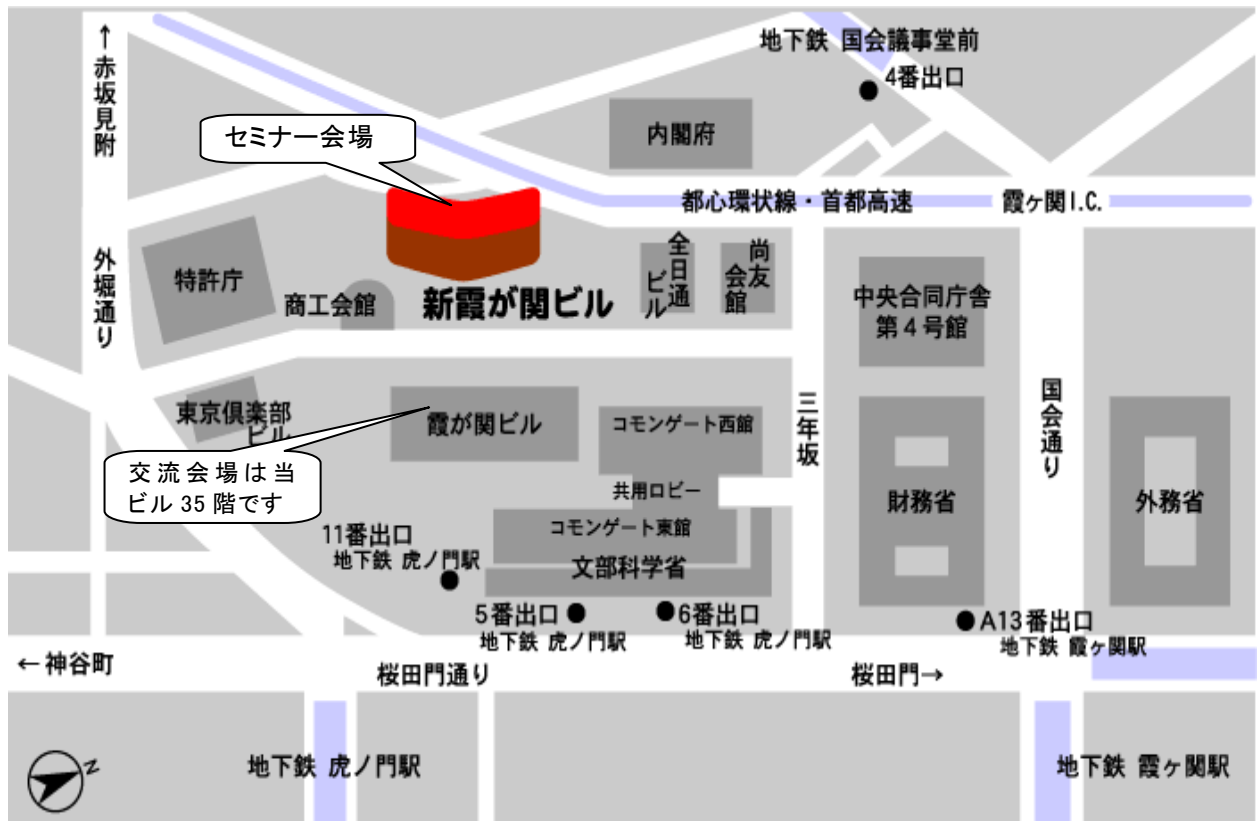 ↑赤坂見附
地下鉄 国会議事堂前
4番出口
セミナー会場
内閣府
都心環状線・首都高速
霞ヶ関I.C.
外堀通り
特許庁
商工会館
新霞が関ビル
全日通
ビル
尚友
会館
中央合同庁舎
第4号館
東京倶楽部
ビル
霞が関ビル
コモンゲート西館
三年坂
国会通り
交流会場は当
ビル 35 階です
共用ロビー
財務省
外務省
コモンゲート東館
文部科学省
11番出口
地下鉄 虎ノ門駅
5番出口
地下鉄 虎ノ門駅
6番出口
地下鉄 虎ノ門駅
A13番出口
地下鉄 霞ヶ関駅
←神谷町
桜田門通り
桜田門→
地下鉄 虎ノ門駅
地下鉄 霞ヶ関駅
N